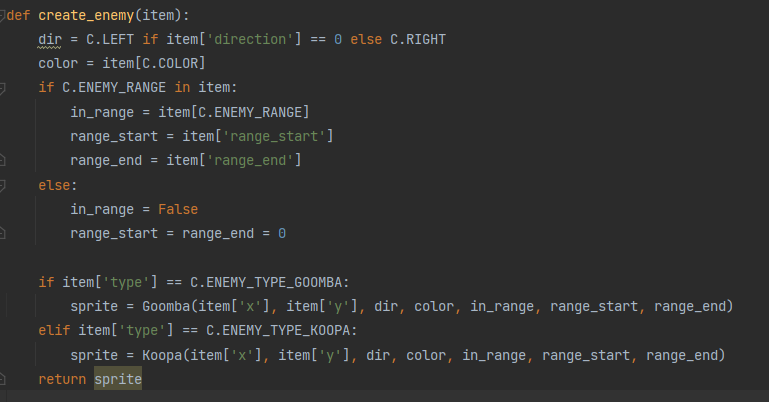 def create_enemy(item):
    dir = C.LEFT if item['direction'] == 0 else C.RIGHT
    color = item[C.COLOR]
    if C.ENEMY_RANGE in item:
        in_range = item[C.ENEMY_RANGE]
        range_start = item['range_start']
        range_end = item['range_end']
    else:
        in_range = False
        range_start = range_end = 0

    if item['type'] == C.ENEMY_TYPE_GOOMBA:
        sprite = Goomba(item['x'], item['y'], dir, color, in_range, range_start, range_end)
    elif item['type'] == C.ENEMY_TYPE_KOOPA:
        sprite = Koopa(item['x'], item['y'], dir, color, in_range, range_start, range_end)
    return sprite